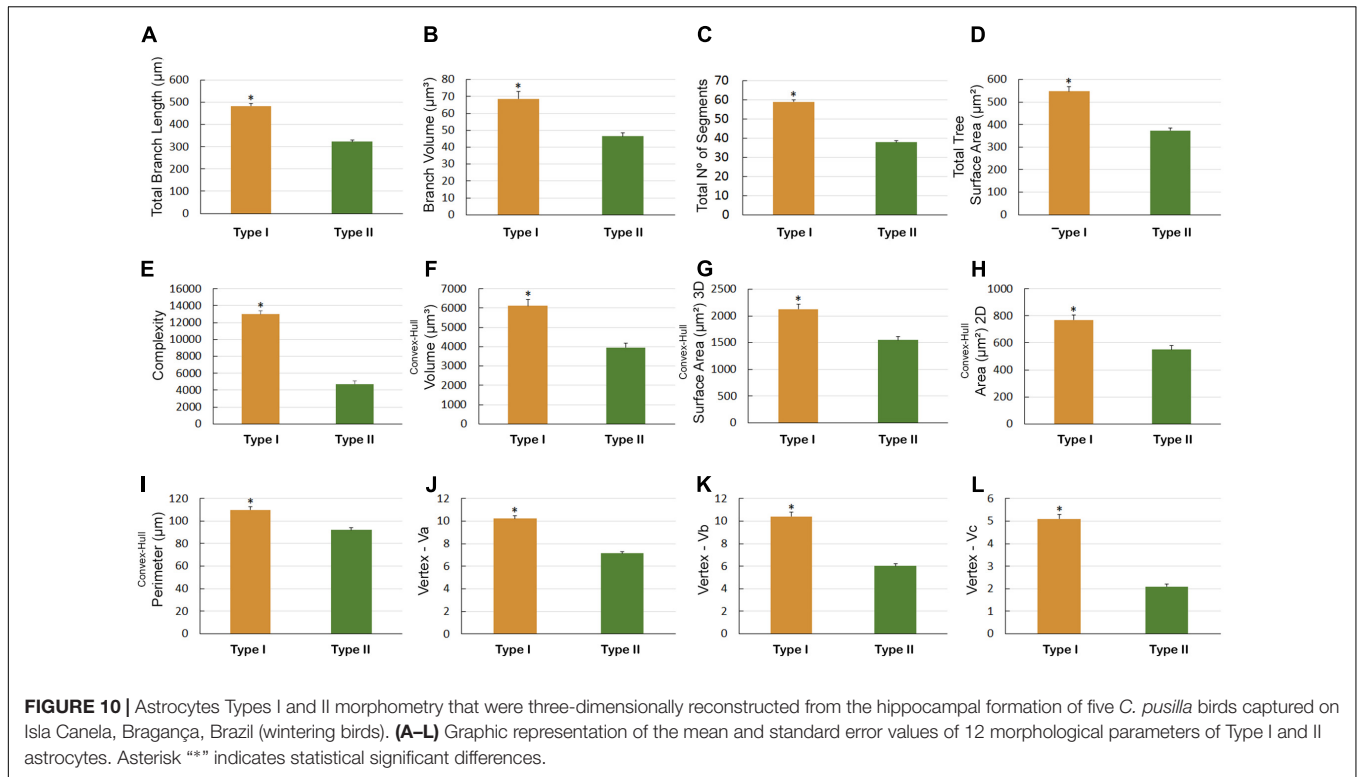 A
Total Branch Length (µm)
600
500
400
300
200
100
0
*
Type I Type II
B
Branch Volume (µm³)
80
70
60
50
40
30
20
10
0
*
Type I Type II
C
Total Nº of Segments
80
70
60
50
40
30
20
10
0
*
Type I Type II
D
Total Tree
Surface Area (µm²)
600
500
400
300
200
100
0
*
ype I Type II
E
Complexity
16000
14000
12000
10000
8000
6000
4000
2000
0
*
Type I Type II
F
Convex-Hull
Volume (µm³)
7000
6000
5000
4000
3000
2000
1000
0
*
Type I Type II
G
Convex-Hull
Surface Area (µm²) 3D
2500
2000
1500
1000
500
0
*
Type I Type II
H
Convex-Hull
Area (µm²) 2D
1000
800
600
400
200
0
*
Type I Type II
I
Convex-Hull
Perimeter (µm)
120
100
80
60
40
20
0
*
Type I Type II
J
Vertex - Va
12
10
8
6
4
2
0
*
Type I Type II
K
Vertex - Vb
12
10
8
6
4
2
0
*
Type I Type II
L
Vertex - Vc
6
5
4
3
2
1
0
*
Type I Type II
FIGURE 10 | Astrocytes Types I and II morphometry that were three-dimensionally reconstructed from the hippocampal formation of five C. pusilla birds captured on
Isla Canela, Bragança, Brazil (wintering birds). (A–L) Graphic representation of the mean and standard error values of 12 morphological parameters of Type I and II
astrocytes. Asterisk “*” indicates statistical significant differences.